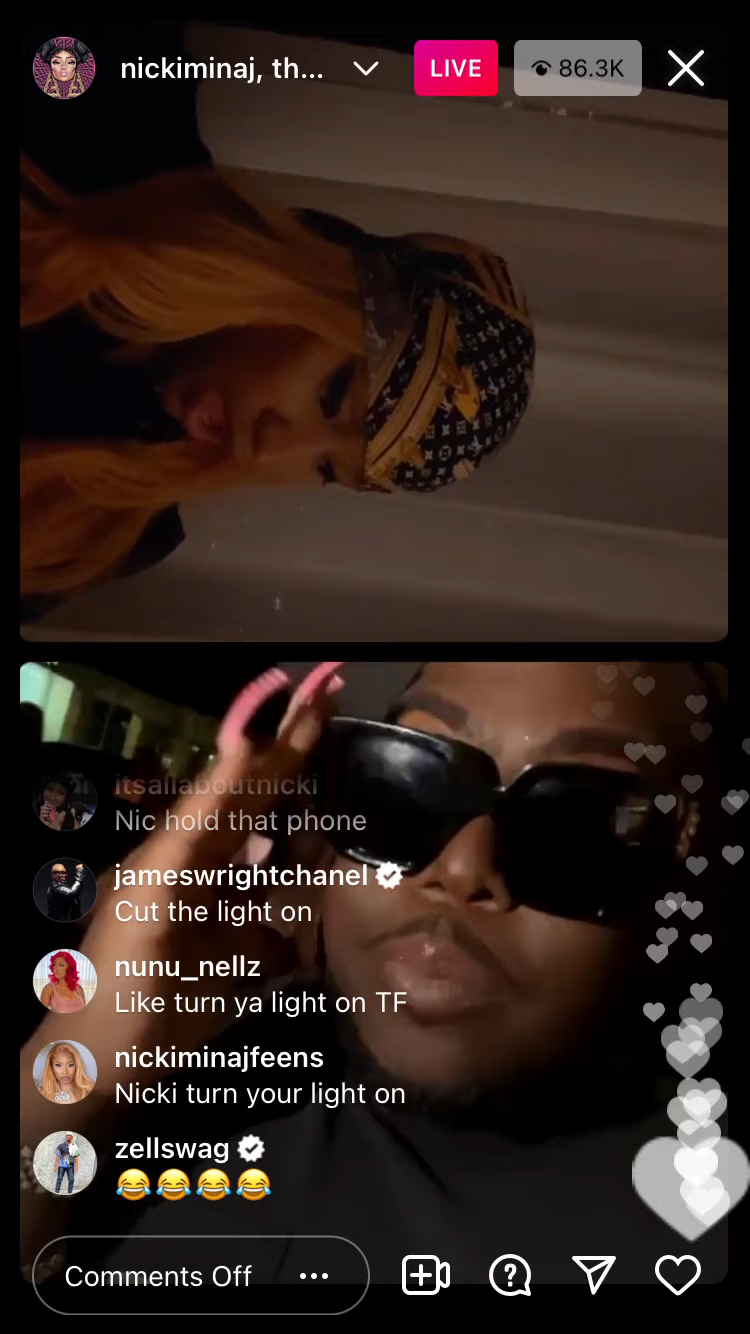 nickiminaj, th...
LIVE
86.3K
itsallaboutnicki
Nic hold that phone
jameswrightchanel
Cut the light on
nunu_nellz
Like turn ya light on TF
nickiminajfeens
Nicki turn your light on
zellswag
😂😂😂😂
Comments Off